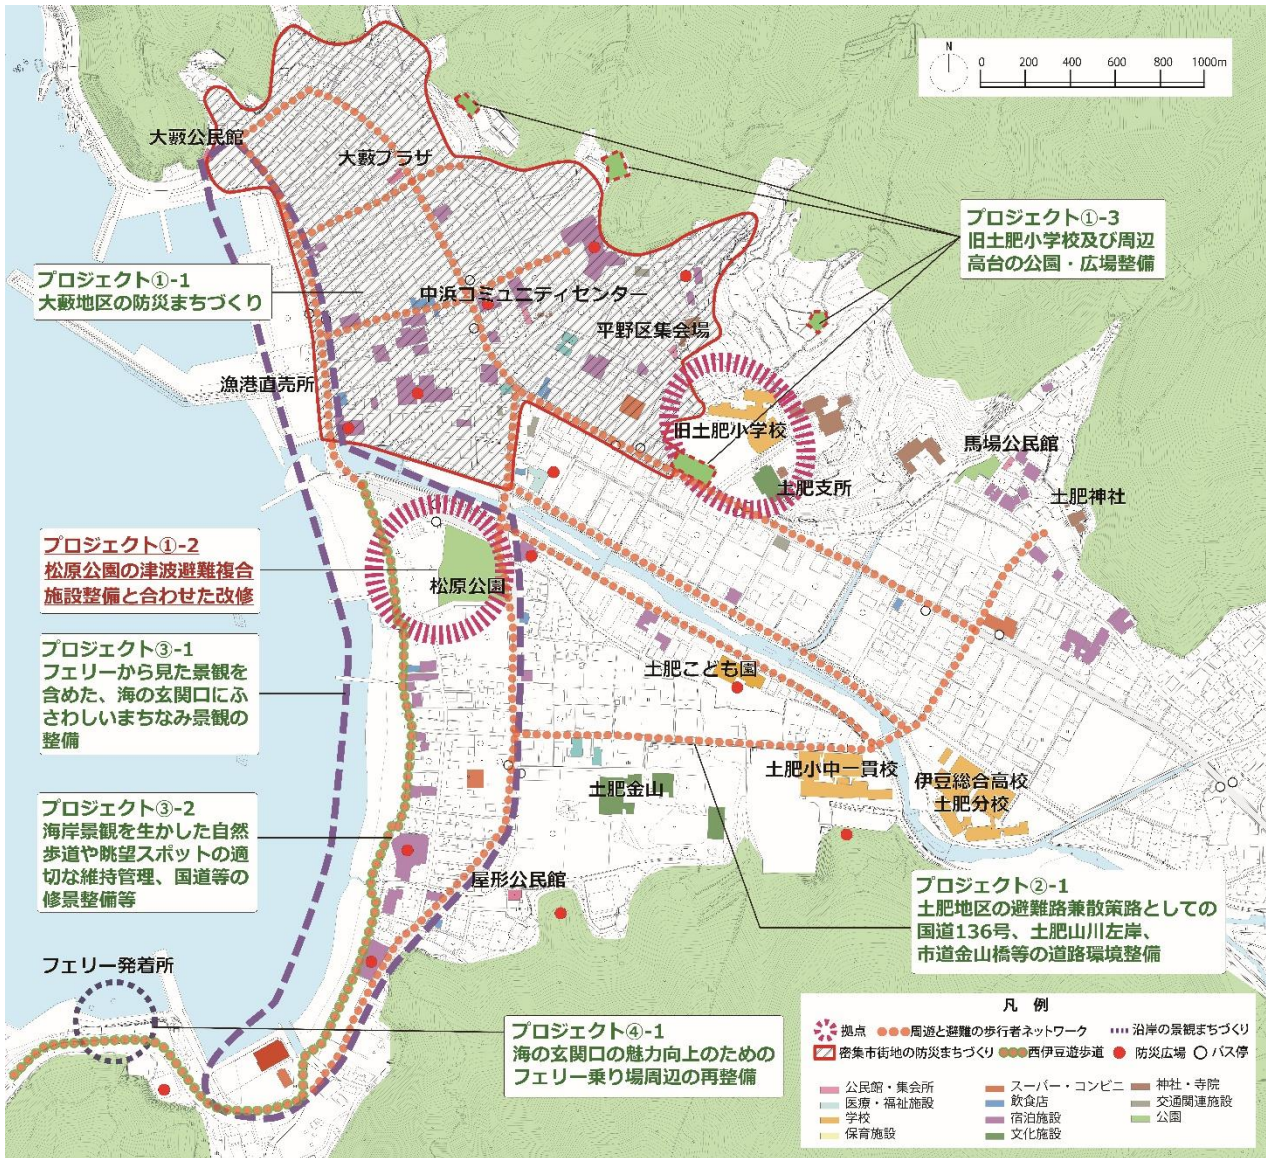 N
0 200 400 600 800 1000m
大藪公民館
大藪プラザ
プロジェクト①-3
旧土肥小学校及び周辺
高台の公園・広場整備
プロジェクト①-1
大藪地区の防災まちづくり
中浜コミュニティセンター
平野区集会場
漁港直売所
旧土肥小学校
馬場公民館
土肥支所
土肥神社
プロジェクト①-2
松原公園の津波避難複合
施設整備と合わせた改修
松原公園
プロジェクト③-1
フェリーから見た景観を
含めた、海の玄関口にふ
さわしいまちなみ景観の
整備
土肥こども園
土肥小中一貫校
伊豆総合高校
土肥分校
土肥金山
プロジェクト③-2
海岸景観を生かした自然
歩道や眺望スポットの適
切な維持管理、国道等の
修景整備等
屋形公民館
プロジェクト②-1
土肥地区の避難路兼散策路としての
国道136号、土肥山川左岸、
市道金山橋等の道路環境整備
フェリー発着所
プロジェクト④-1
海の玄関口の魅力向上のための
フェリー乗り場周辺の再整備
凡 例
拠点 周遊と避難の歩行者ネットワーク 沿岸の景観まちづくり
密集市街地の防災まちづくり 西伊豆遊歩道 防災広場 バス停
公民館・集会所 スーパー・コンビニ 神社・寺院
医療・福祉施設 飲食店 交通関連施設
学校 宿泊施設 公園
保育施設 文化施設